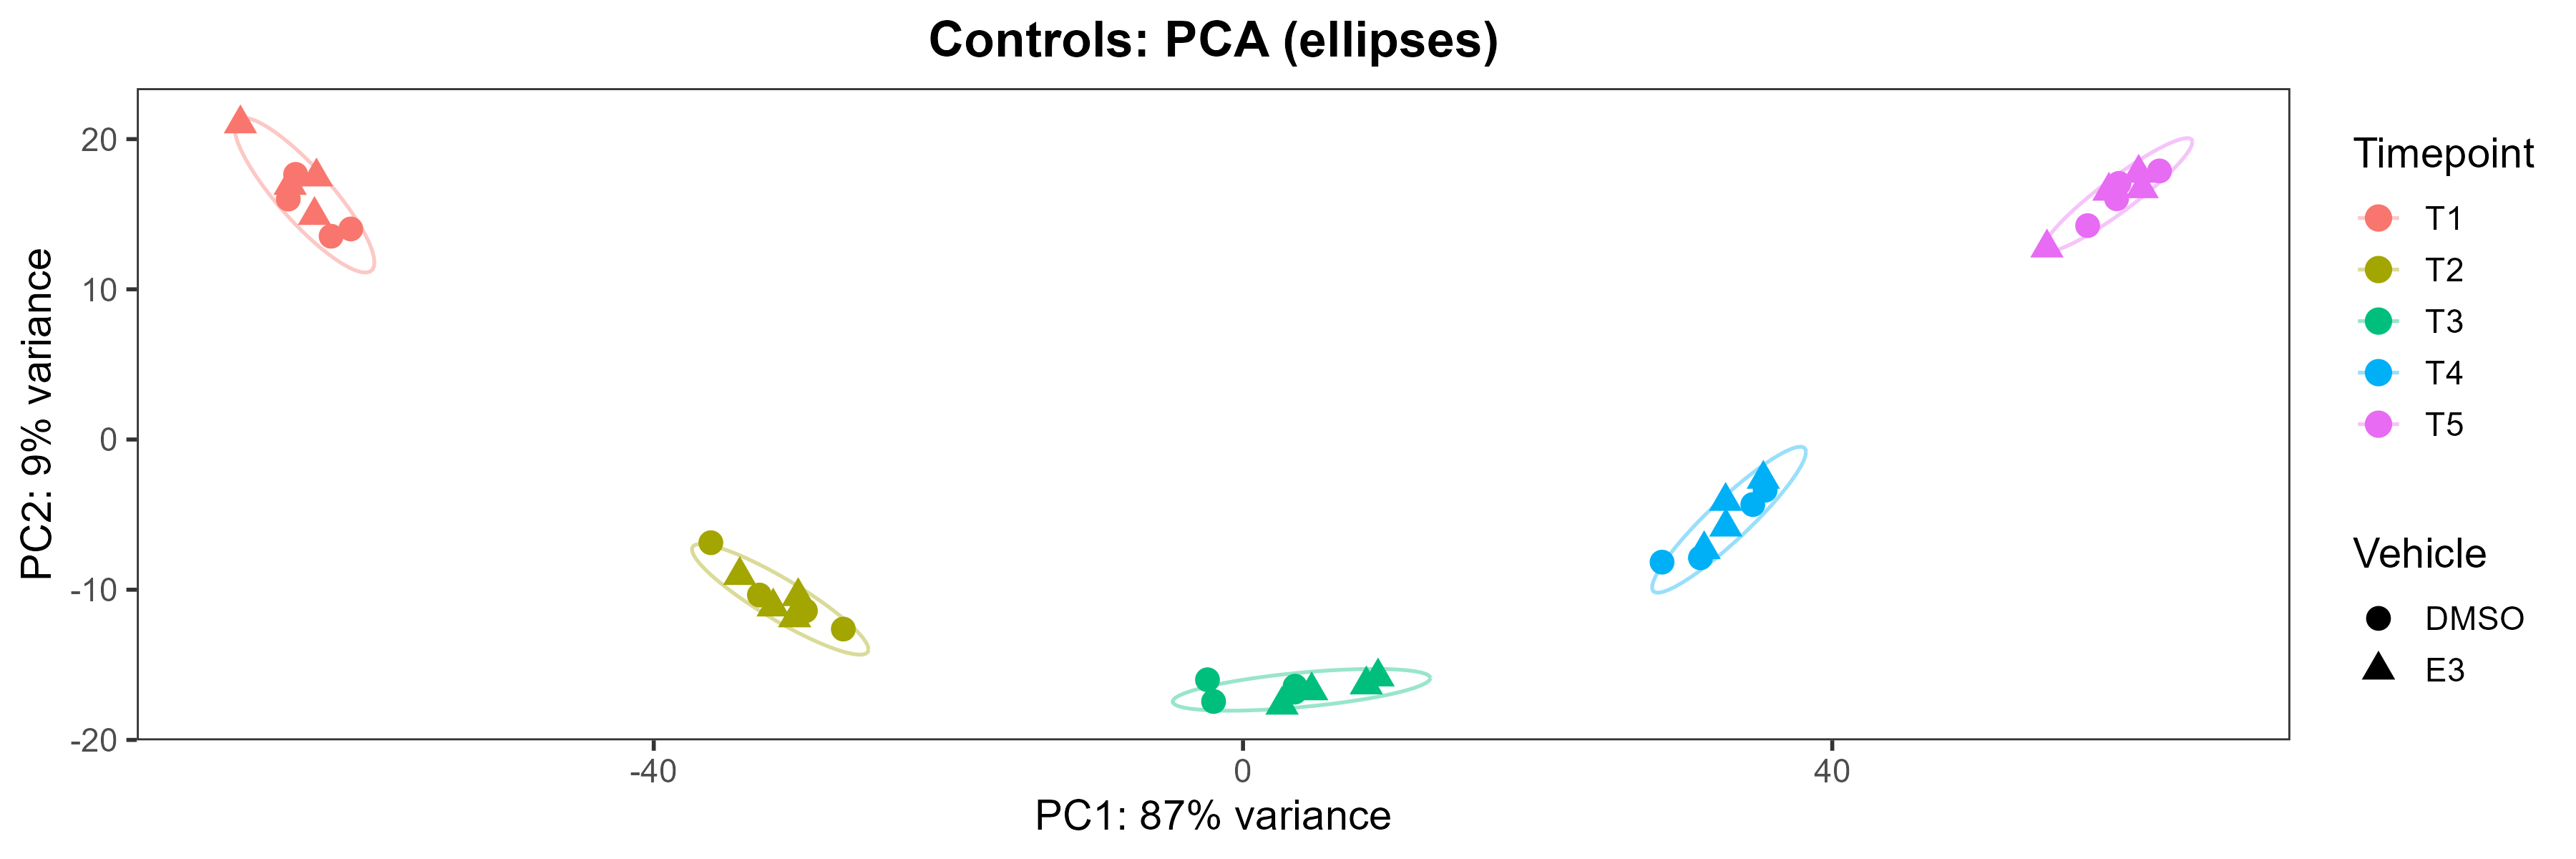 Controls: PCA (ellipses)
PC2: 9% variance
20
10
0
-10
-20
-40
0
40
PC1: 87% variance
Timepoint
T1
T2
T3
T4
T5
Vehicle
DMSO
E3